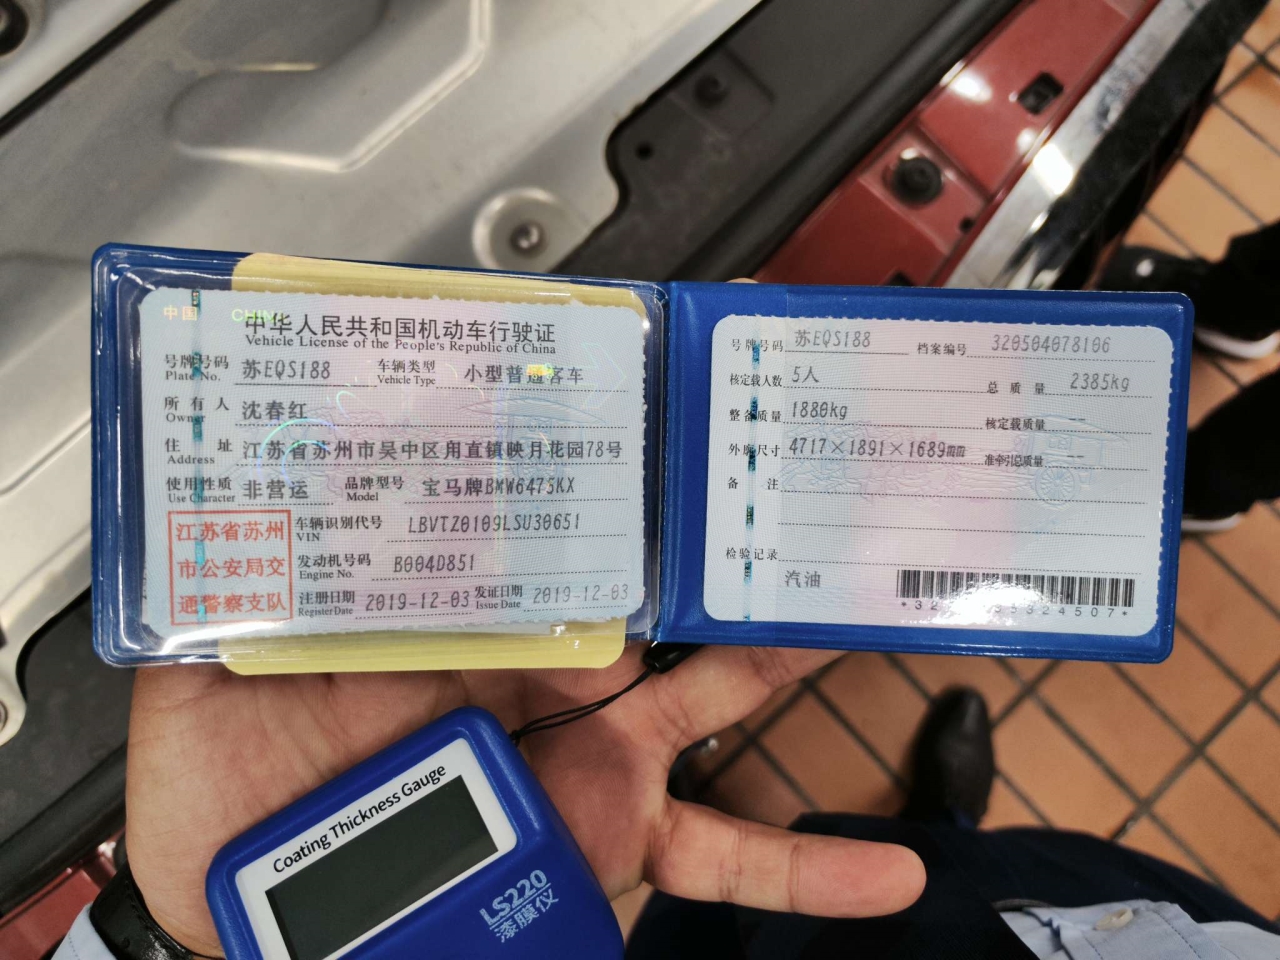 中国 CHINA
中华人民共和国机动车行驶证
Vehicle License of the People's Republic of China
号牌号码 苏EQS188 车辆类型 小型普通客车
Plate No. Vehicle Type
所有人 沈春红
Owner
住址 江苏省苏州市吴中区甪直镇映月花园78号
Address
使用性质 非营运 品牌型号 宝马牌BMW6475KX
Use Character Model
江苏省苏州
市公安局交
通警察支队
车辆识别代号 LBVTZ0109LSU30651
VIN
发动机号码 B004D851
Engine No.
注册日期 2019-12-03 发证日期 2019-12-03
Register Date Issue Date
号牌号码 苏EQS188 档案编号 320504078106
核定载人数 5人 总质量 2385kg
整备质量 1880kg 核定载质量 --
外廓尺寸 4717×1891×1689 准牵引总质量 --
备注
检验记录
汽油
Coating Thickness Gauge
LS220
漆膜仪